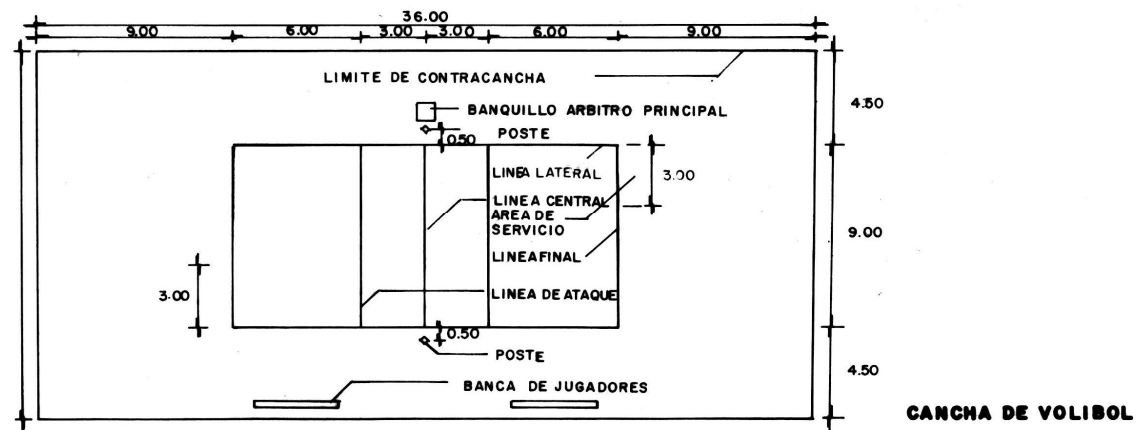 36.00
9.00 6.00 3.00 3.00 6.00 9.00
LIMITE DE CONTRACANCHA
4.50
BANQUILLO ARBITRO PRINCIPAL
POSTE
0.50
LINEA LATERAL
3.00
LINEA CENTRAL
AREA DE
SERVICIO
9.00
LINEA FINAL
3.00
LINEA DE ATAQUE
0.50
POSTE
4.50
BANCA DE JUGADORES
CANCHA DE VOLIBOL